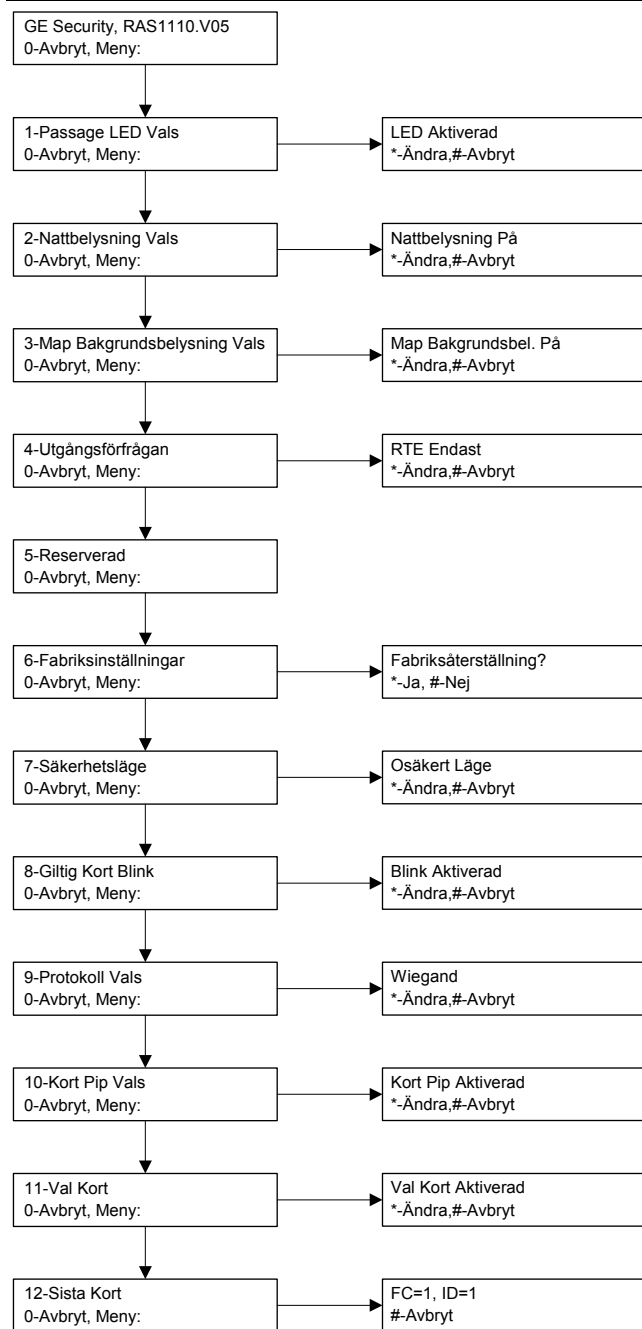 GE Security, RAS1110.V05
0-Avbryt, Meny:
1-Passage LED Vals
0-Avbryt, Meny:
LED Aktiverad
*-Ändra,#-Avbryt
2-Nattbelysning Vals
0-Avbryt, Meny:
Nattbelysning På
*-Ändra,#-Avbryt
3-Map Bakgrundsbelysning Vals
0-Avbryt, Meny:
Map Bakgrundsbel. På
*-Ändra,#-Avbryt
4-Utgångsförfrågan
0-Avbryt, Meny:
RTE Endast
*-Ändra,#-Avbryt
5-Reserverad
0-Avbryt, Meny:
6-Fabriksinställningar
0-Avbryt, Meny:
Fabriksåterställning?
*-Ja, #-Nej
7-Säkerhetsläge
0-Avbryt, Meny:
Osäkert Läge
*-Ändra,#-Avbryt
8-Giltig Kort Blink
0-Avbryt, Meny:
Blink Aktiverad
*-Ändra,#-Avbryt
9-Protokoll Vals
0-Avbryt, Meny:
Wiegand
*-Ändra,#-Avbryt
10-Kort Pip Vals
0-Avbryt, Meny:
Kort Pip Aktiverad
*-Ändra,#-Avbryt
11-Val Kort
0-Avbryt, Meny:
Val Kort Aktiverad
*-Ändra,#-Avbryt
12-Sista Kort
0-Avbryt, Meny:
FC=1, ID=1
#-Avbryt